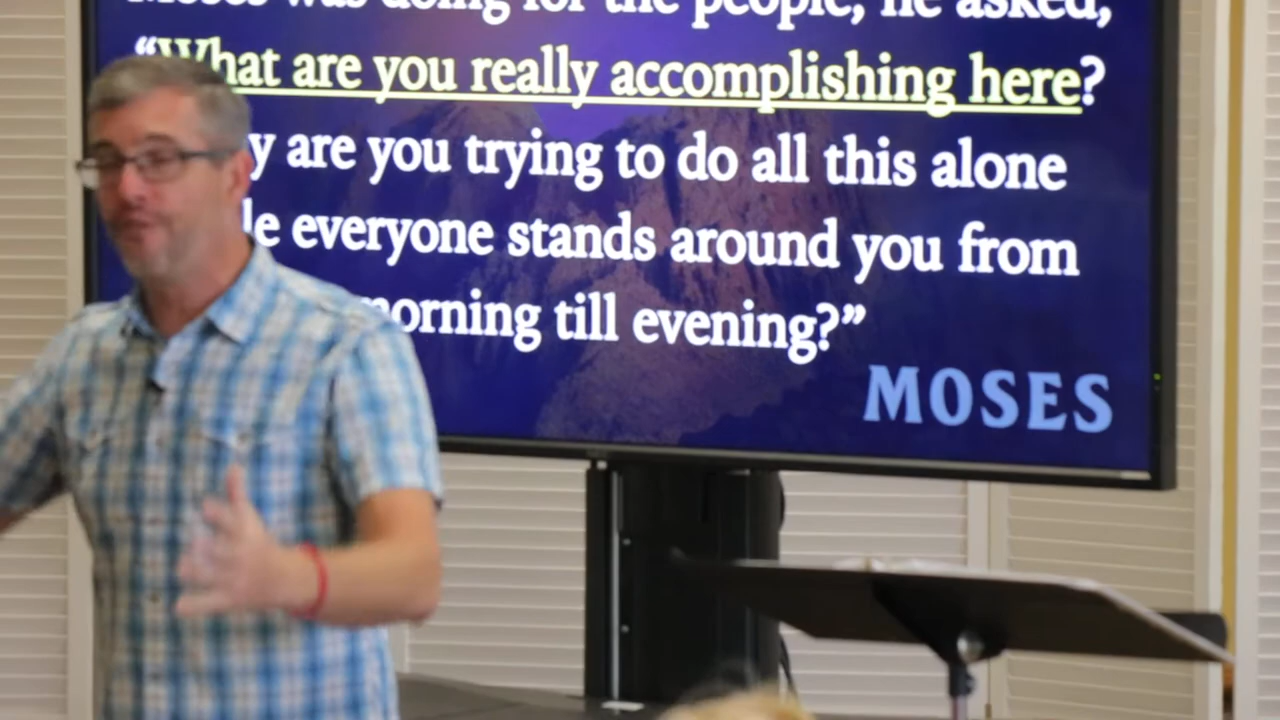 Moses was doing for the people, he asked,
“What are you really accomplishing here?
y are you trying to do all this alone
le everyone stands around you from
morning till evening?”
MOSES